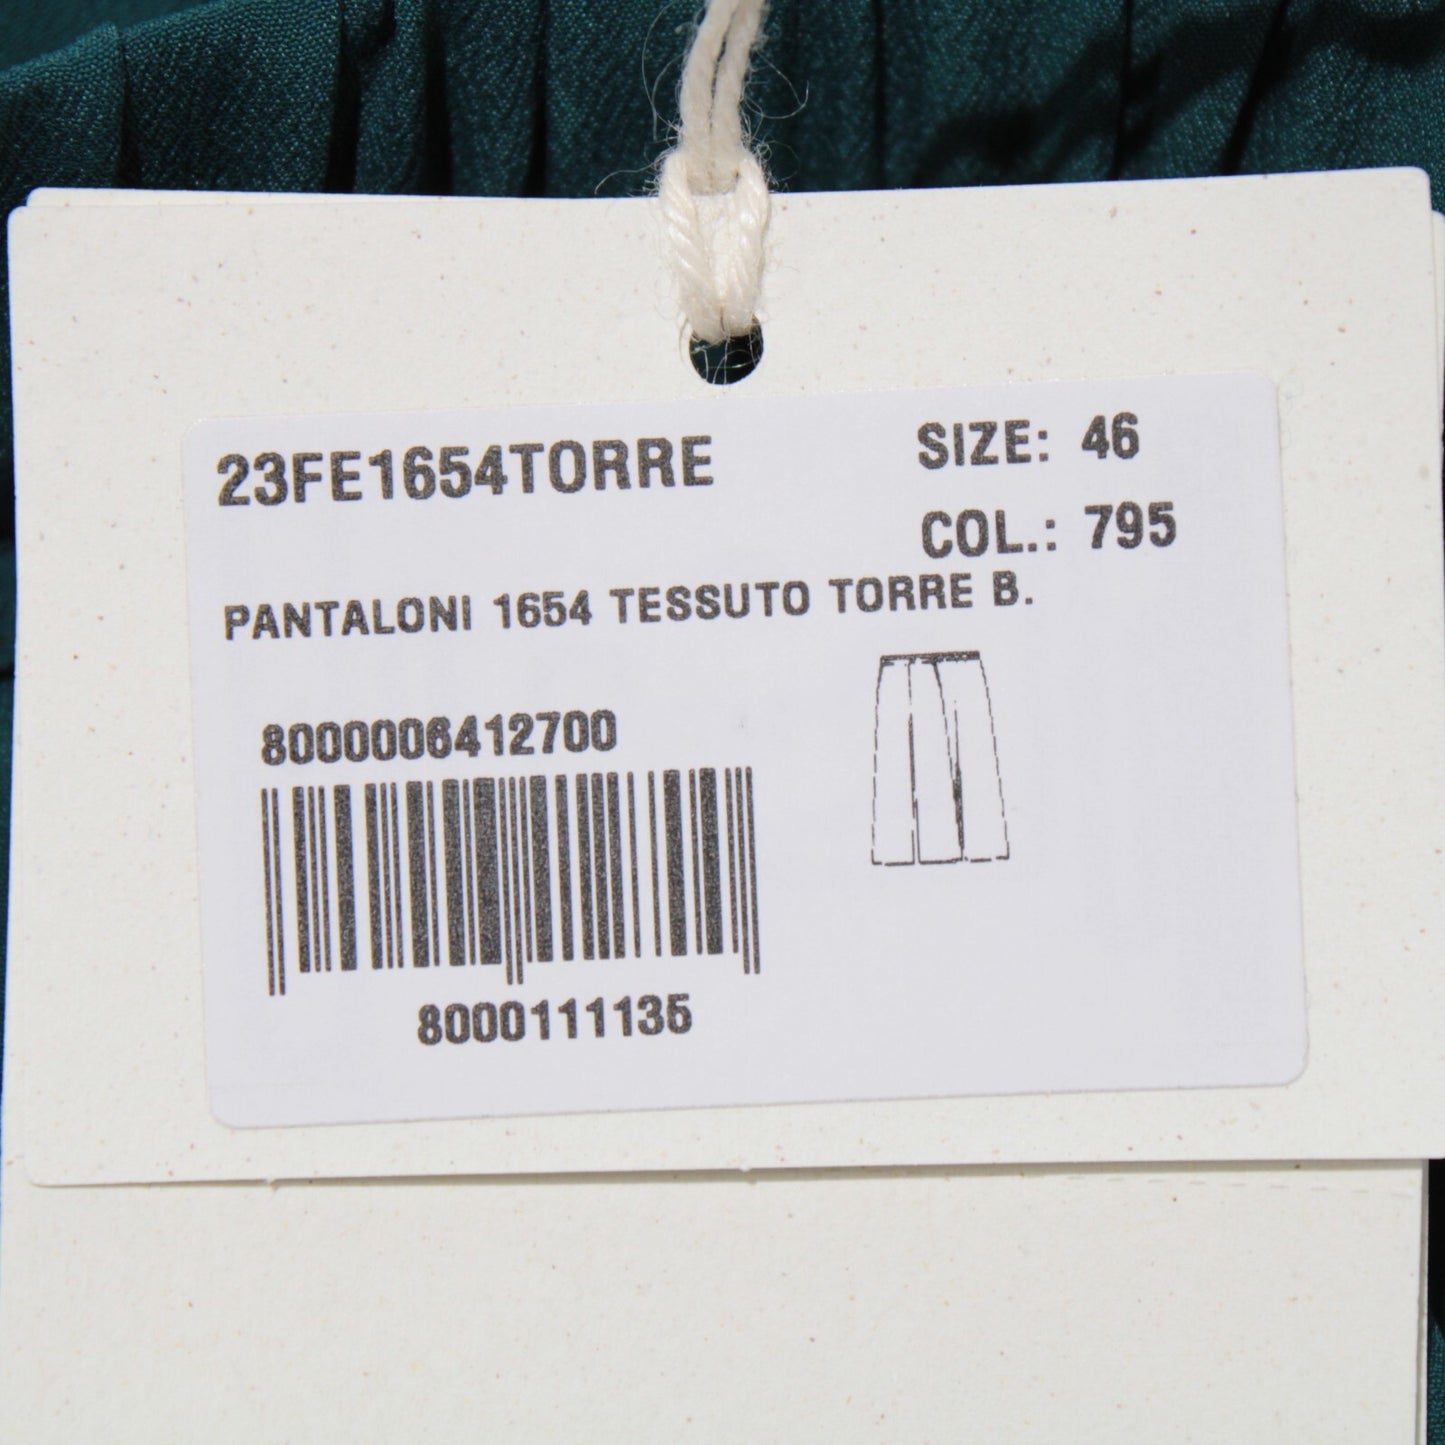 23FE1654TORRE
SIZE: 46
COL.: 795
PANTALONI 1654 TESSUTO TORRE B.
8000006412700
8000111135